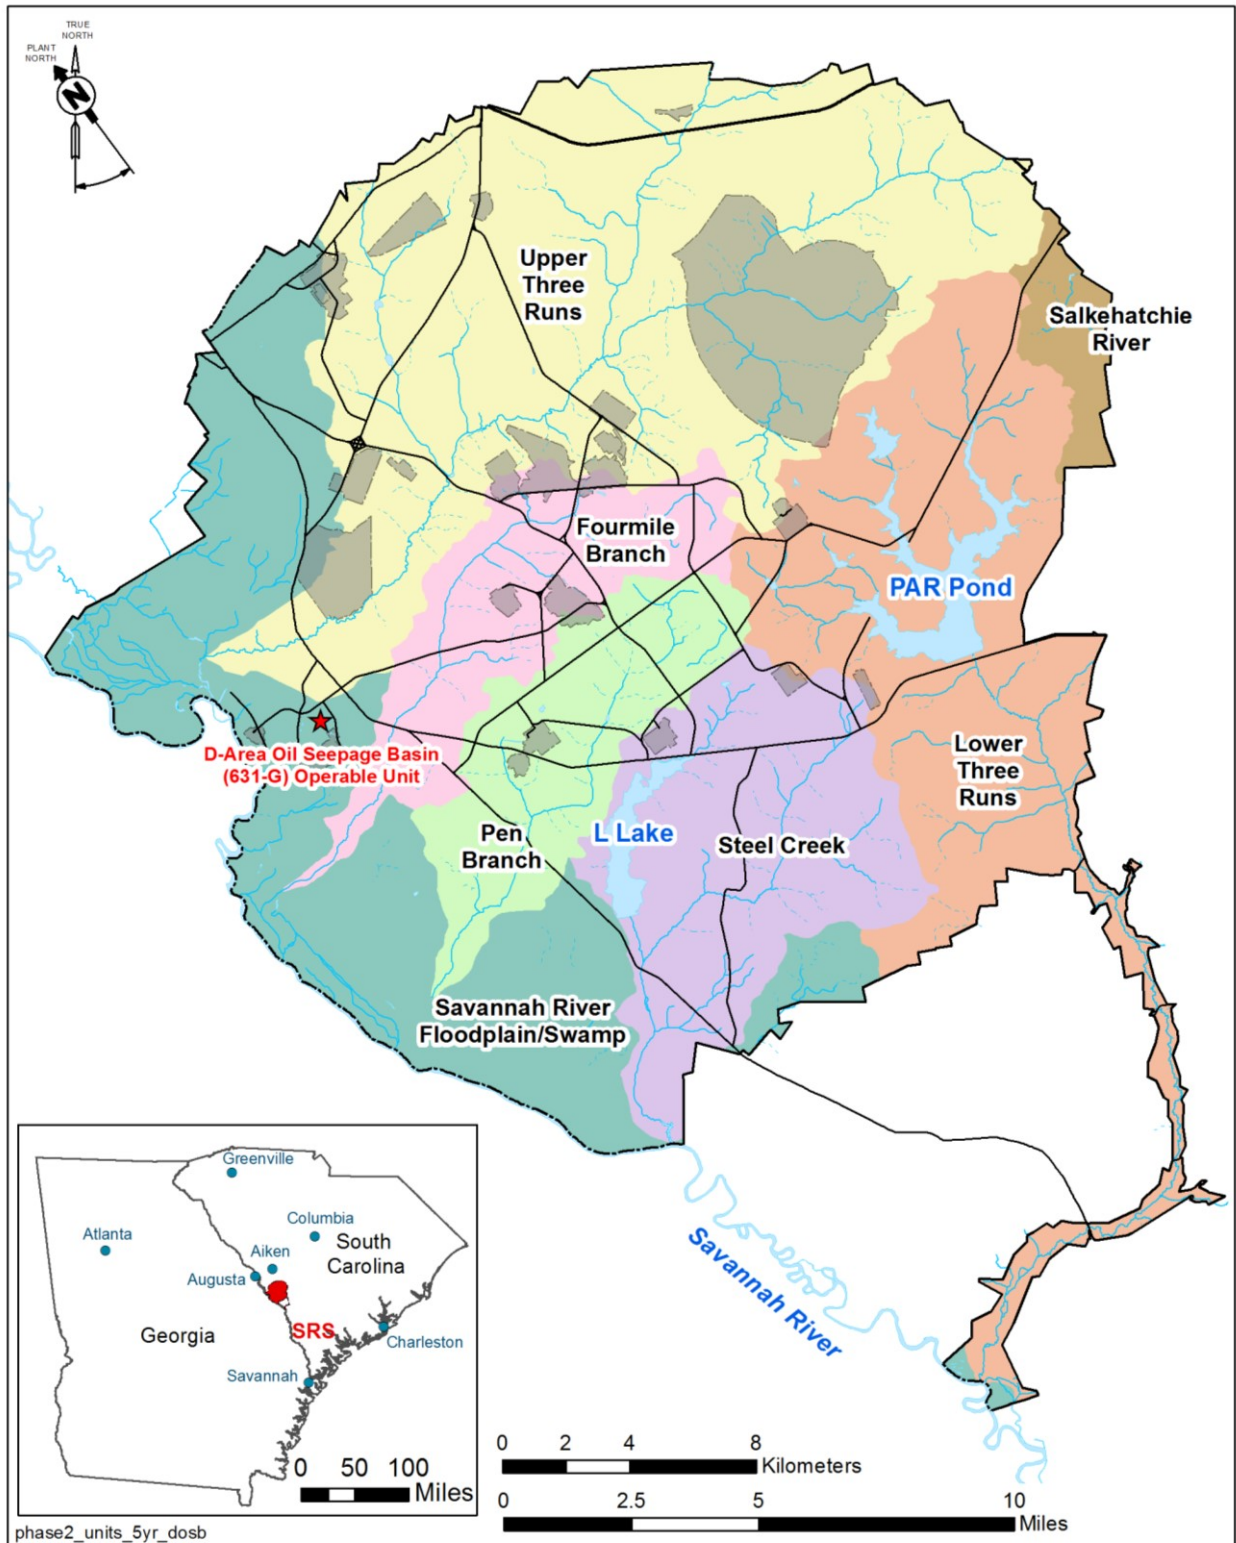 TRUE
NORTH
PLANT
NORTH
N
Upper
Three
Runs
Salkehatchie
River
Fourmile
Branch
PAR Pond
D-Area Oil Seepage Basin
(631-G) Operable Unit
Lower
Three
Runs
Pen
Branch
L Lake
Steel Creek
Savannah River
Floodplain/Swamp
Savannah River
Greenville
Atlanta
Columbia
South
Carolina
Aiken
Augusta
Georgia
SRS
Charleston
Savannah
0 50 100
Miles
0 2 4 8
Kilometers
0 2.5 5 10
Miles
phase2_units_5yr_dosb